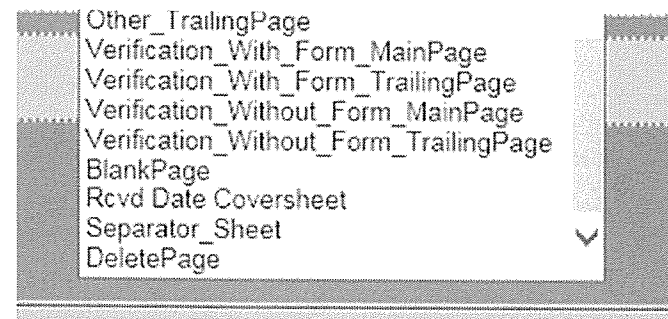 Other_TrailingPage
Verification_With_Form_MainPage
Verification_With_Form_TrailingPage
Verification_Without_Form_MainPage
Verification_Without_Form_TrailingPage
BlankPage
Rcvd Date Coversheet
Separator_Sheet
DeletePage